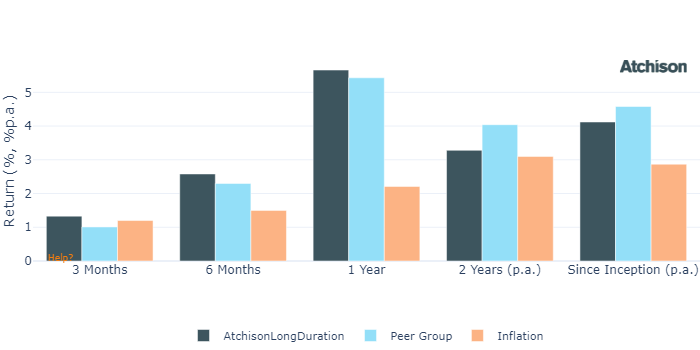 Atchison
Return (%, %p.a.)
5
4
3
2
1
0
Help?
3 Months
6 Months
1 Year
2 Years (p.a.)
Since Inception (p.a.)
AtchisonLongDuration
Peer Group
Inflation